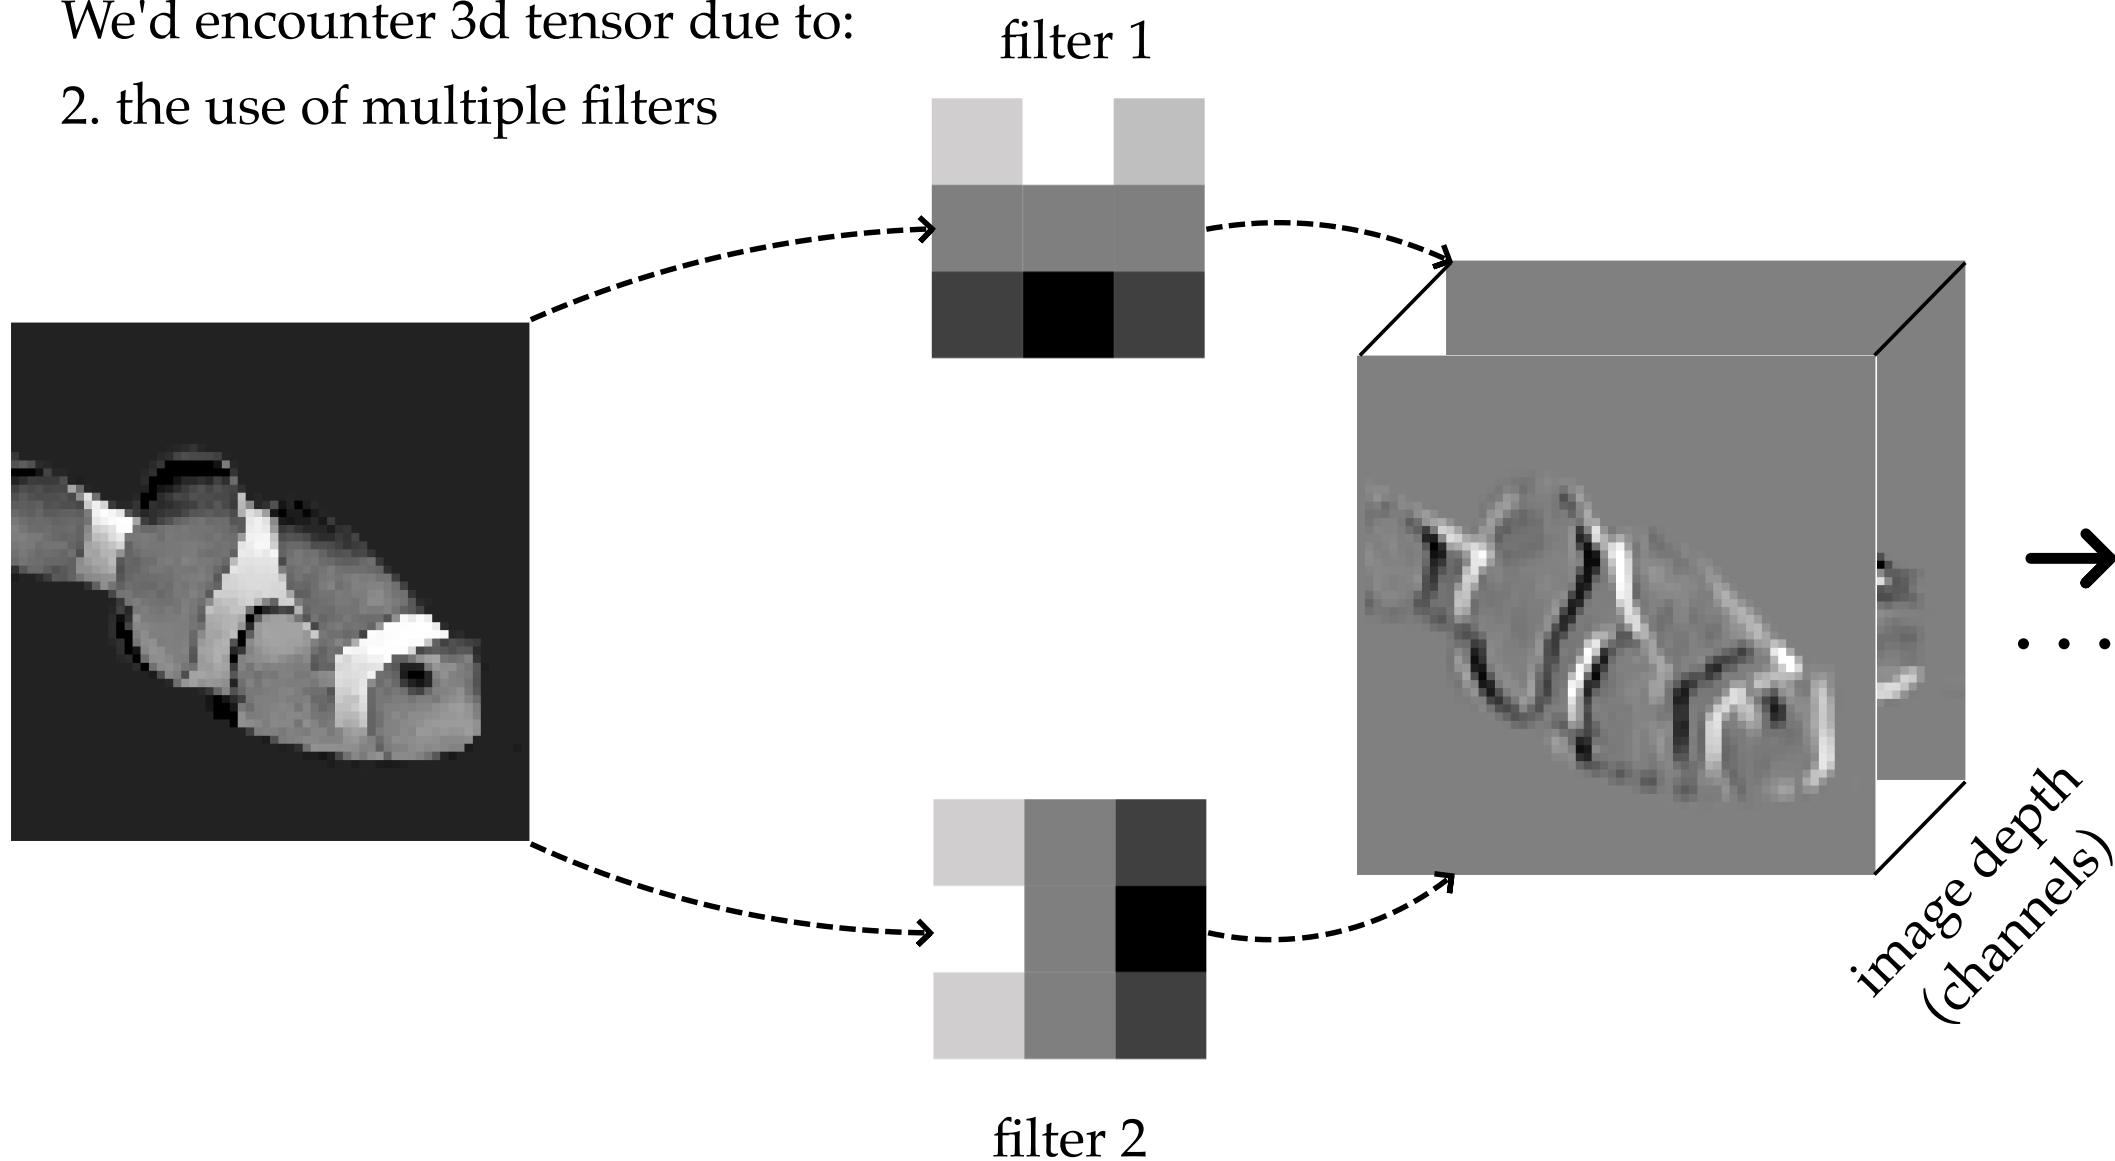 We'd encounter 3d tensor due to:
2. the use of multiple filters
filter 1
image depth
(channels)
filter 2